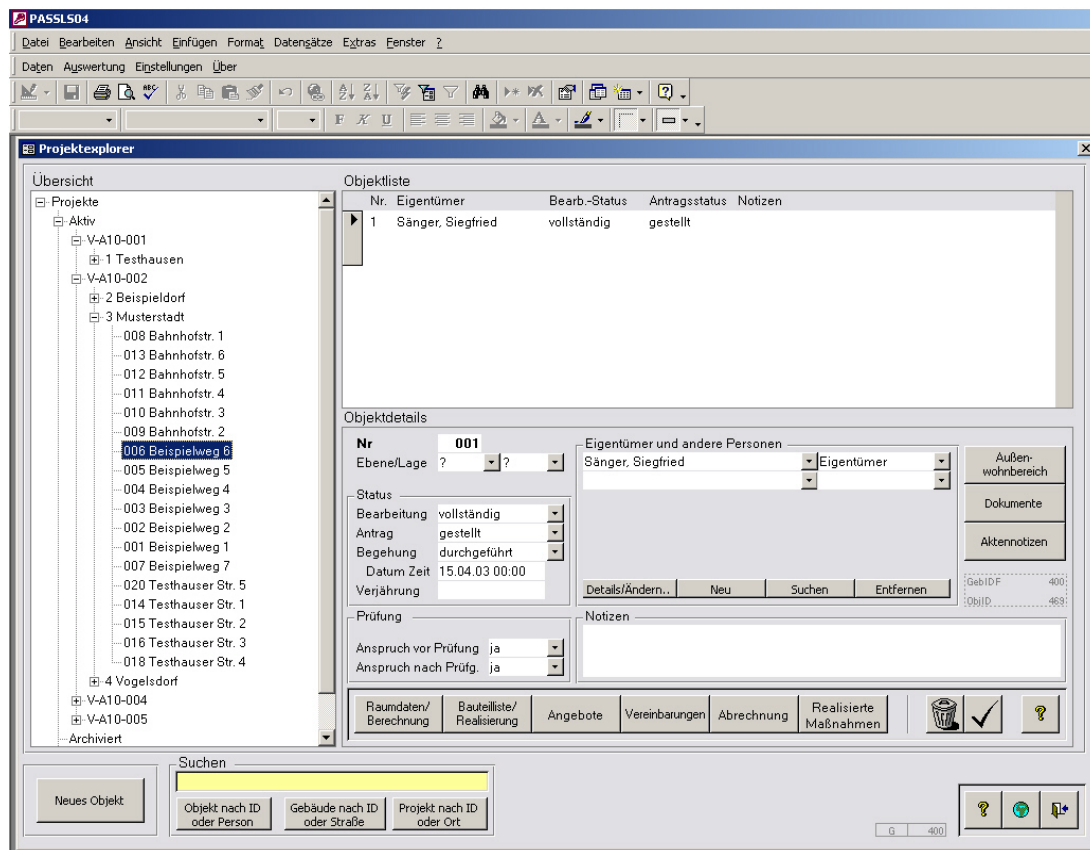 PASSLS04
Datei Bearbeiten Ansicht Einfügen Format Datensätze Extras Fenster ?
Daten Auswertung Einstellungen Über
F K U
Projektexplorer
Übersicht
Projekte
Aktiv
V-A10-001
1 Testhausen
V-A10-002
2 Beispieldorf
3 Musterstadt
008 Bahnhofstr. 1
013 Bahnhofstr. 6
012 Bahnhofstr. 5
011 Bahnhofstr. 4
010 Bahnhofstr. 3
009 Bahnhofstr. 2
006 Beispielweg 6
005 Beispielweg 5
004 Beispielweg 4
003 Beispielweg 3
002 Beispielweg 2
001 Beispielweg 1
007 Beispielweg 7
020 Testhauser Str. 5
014 Testhauser Str. 1
015 Testhauser Str. 2
016 Testhauser Str. 3
018 Testhauser Str. 4
4 Vogelsdorf
V-A10-004
V-A10-005
Archiviert
Objektliste
Nr. Eigentümer Bearb.-Status Antragsstatus Notizen
1 Sänger, Siegfried vollständig gestellt
Objektdetails
Nr 001
Ebene/Lage ? ?
Status
Bearbeitung vollständig
Antrag gestellt
Begehung durchgeführt
Datum Zeit 15.04.03 00:00
Verjährung
Prüfung
Anspruch vor Prüfung ja
Anspruch nach Prüfg. ja
Eigentümer und andere Personen
Sänger, Siegfried Eigentümer
Details/Ändern.. Neu Suchen Entfernen
Notizen
Außen-
wohnbereich
Dokumente
Aktennotizen
GebIDF 400
ObjID 469
Raumdaten/
Berechnung
Bauteilliste/
Realisierung
Angebote
Vereinbarungen
Abrechnung
Realisierte
Maßnahmen
Neues Objekt
Suchen
Objekt nach ID
oder Person
Gebäude nach ID
oder Straße
Projekt nach ID
oder Ort
G 400